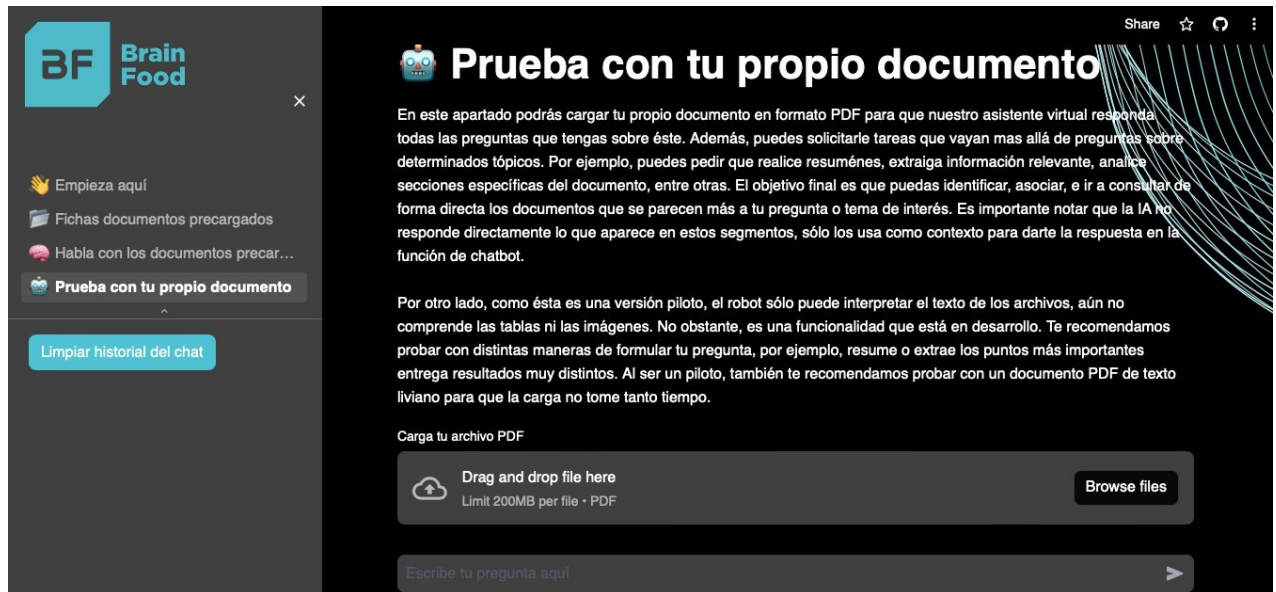 BF Brain
Food
Share
👋 Empieza aquí
📁 Fichas documentos precargados
🧠 Habla con los documentos precar...
🤖 Prueba con tu propio documento
Limpiar historial del chat
🤖 Prueba con tu propio documento
En este apartado podrás cargar tu propio documento en formato PDF para que nuestro asistente virtual responda
todas las preguntas que tengas sobre éste. Además, puedes solicitarle tareas que vayan mas allá de preguntas sobre
determinados tópicos. Por ejemplo, puedes pedir que realice resuménes, extraiga información relevante, analice
secciones específicas del documento, entre otras. El objetivo final es que puedas identificar, asociar, e ir a consultar de
forma directa los documentos que se parecen más a tu pregunta o tema de interés. Es importante notar que la IA no
responde directamente lo que aparece en estos segmentos, sólo los usa como contexto para darte la respuesta en la
función de chatbot.
Por otro lado, como ésta es una versión piloto, el robot sólo puede interpretar el texto de los archivos, aún no
comprende las tablas ni las imágenes. No obstante, es una funcionalidad que está en desarrollo. Te recomendamos
probar con distintas maneras de formular tu pregunta, por ejemplo, resume o extrae los puntos más importantes
entrega resultados muy distintos. Al ser un piloto, también te recomendamos probar con un documento PDF de texto
liviano para que la carga no tome tanto tiempo.
Carga tu archivo PDF
Drag and drop file here
Limit 200MB per file • PDF
Browse files
Escribe tu pregunta aquí